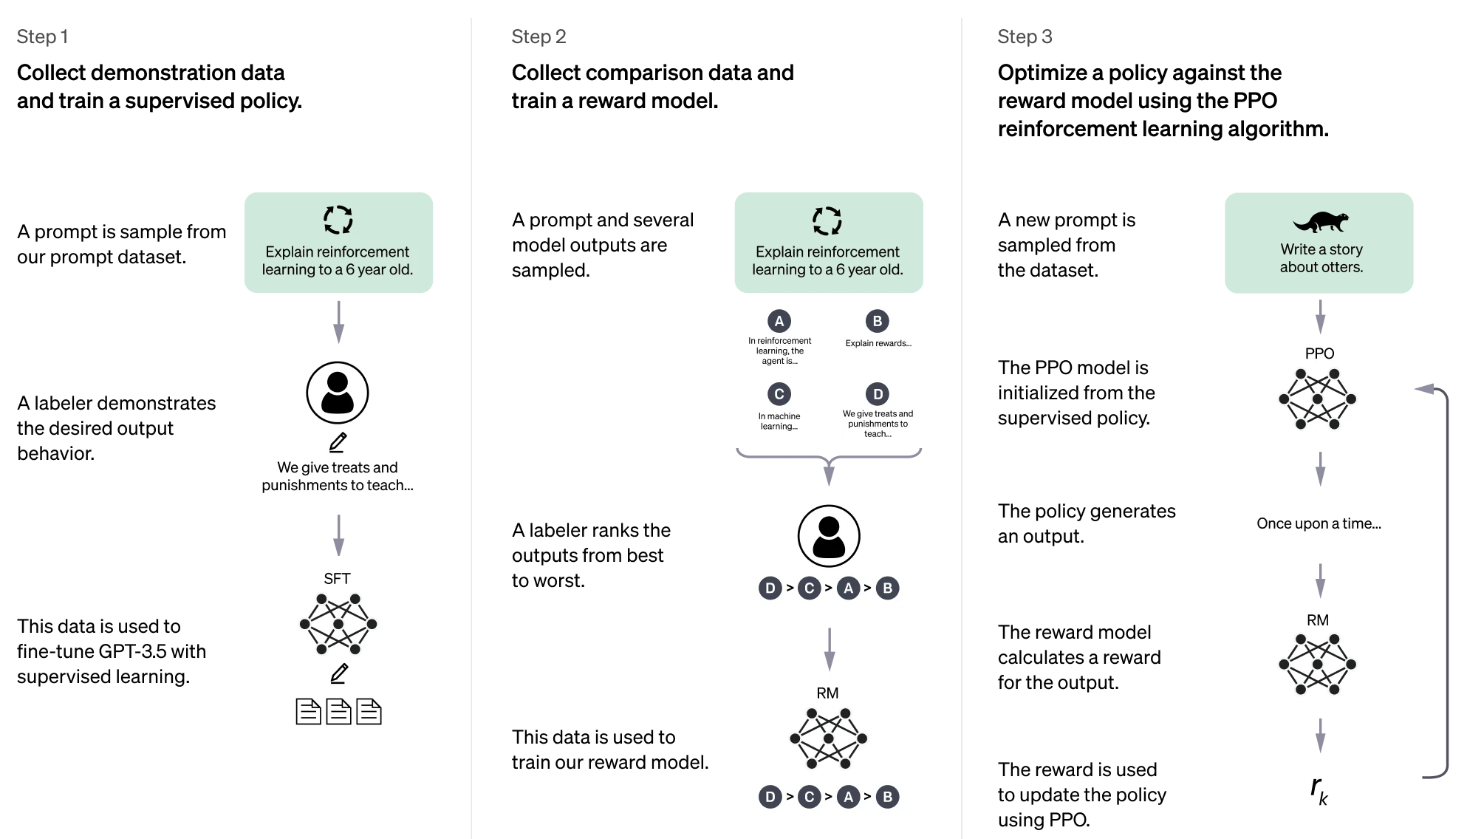 Step 1
Collect demonstration data
and train a supervised policy.
A prompt is sample from
our prompt dataset.
Explain reinforcement
learning to a 6 year old.
A labeler demonstrates
the desired output
behavior.
We give treats and
punishments to teach...
SFT
This data is used to
fine-tune GPT-3.5 with
supervised learning.
Step 2
Collect comparison data and
train a reward model.
A prompt and several
model outputs are
sampled.
Explain reinforcement
learning to a 6 year old.
A
In reinforcement
learning, the
agent is...
B
Explain rewards...
C
In machine
learning...
D
We give treats and
punishments to
teach...
A labeler ranks the
outputs from best
to worst.
D > C > A > B
RM
This data is used to
train our reward model.
D > C > A > B
Step 3
Optimize a policy against the
reward model using the PPO
reinforcement learning algorithm.
A new prompt is
sampled from
the dataset.
Write a story
about otters.
PPO
The PPO model is
initialized from the
supervised policy.
The policy generates
an output.
Once upon a time...
RM
The reward model
calculates a reward
for the output.
The reward is used
to update the policy
using PPO.
rk